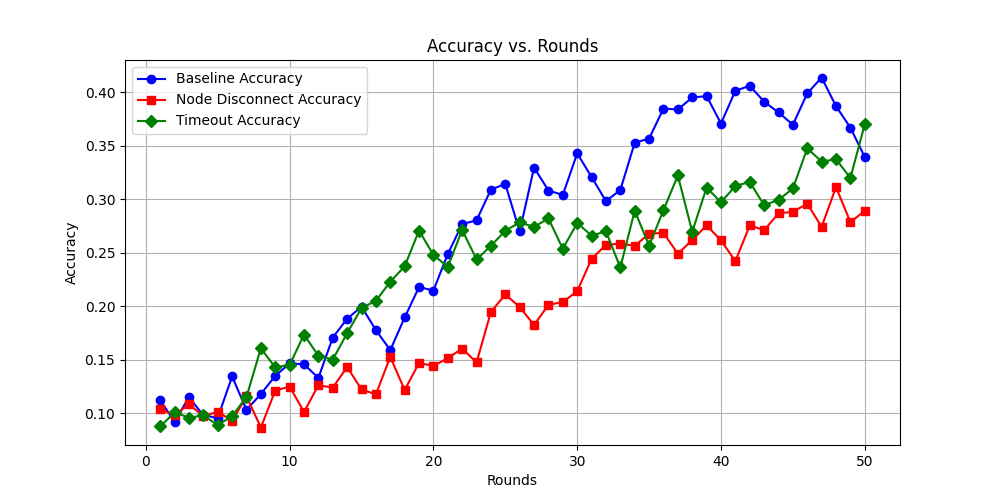 Accuracy vs. Rounds
Baseline Accuracy
Node Disconnect Accuracy
Timeout Accuracy
Accuracy
0.40
0.35
0.30
0.25
0.20
0.15
0.10
0 10 20 30 40 50
Rounds